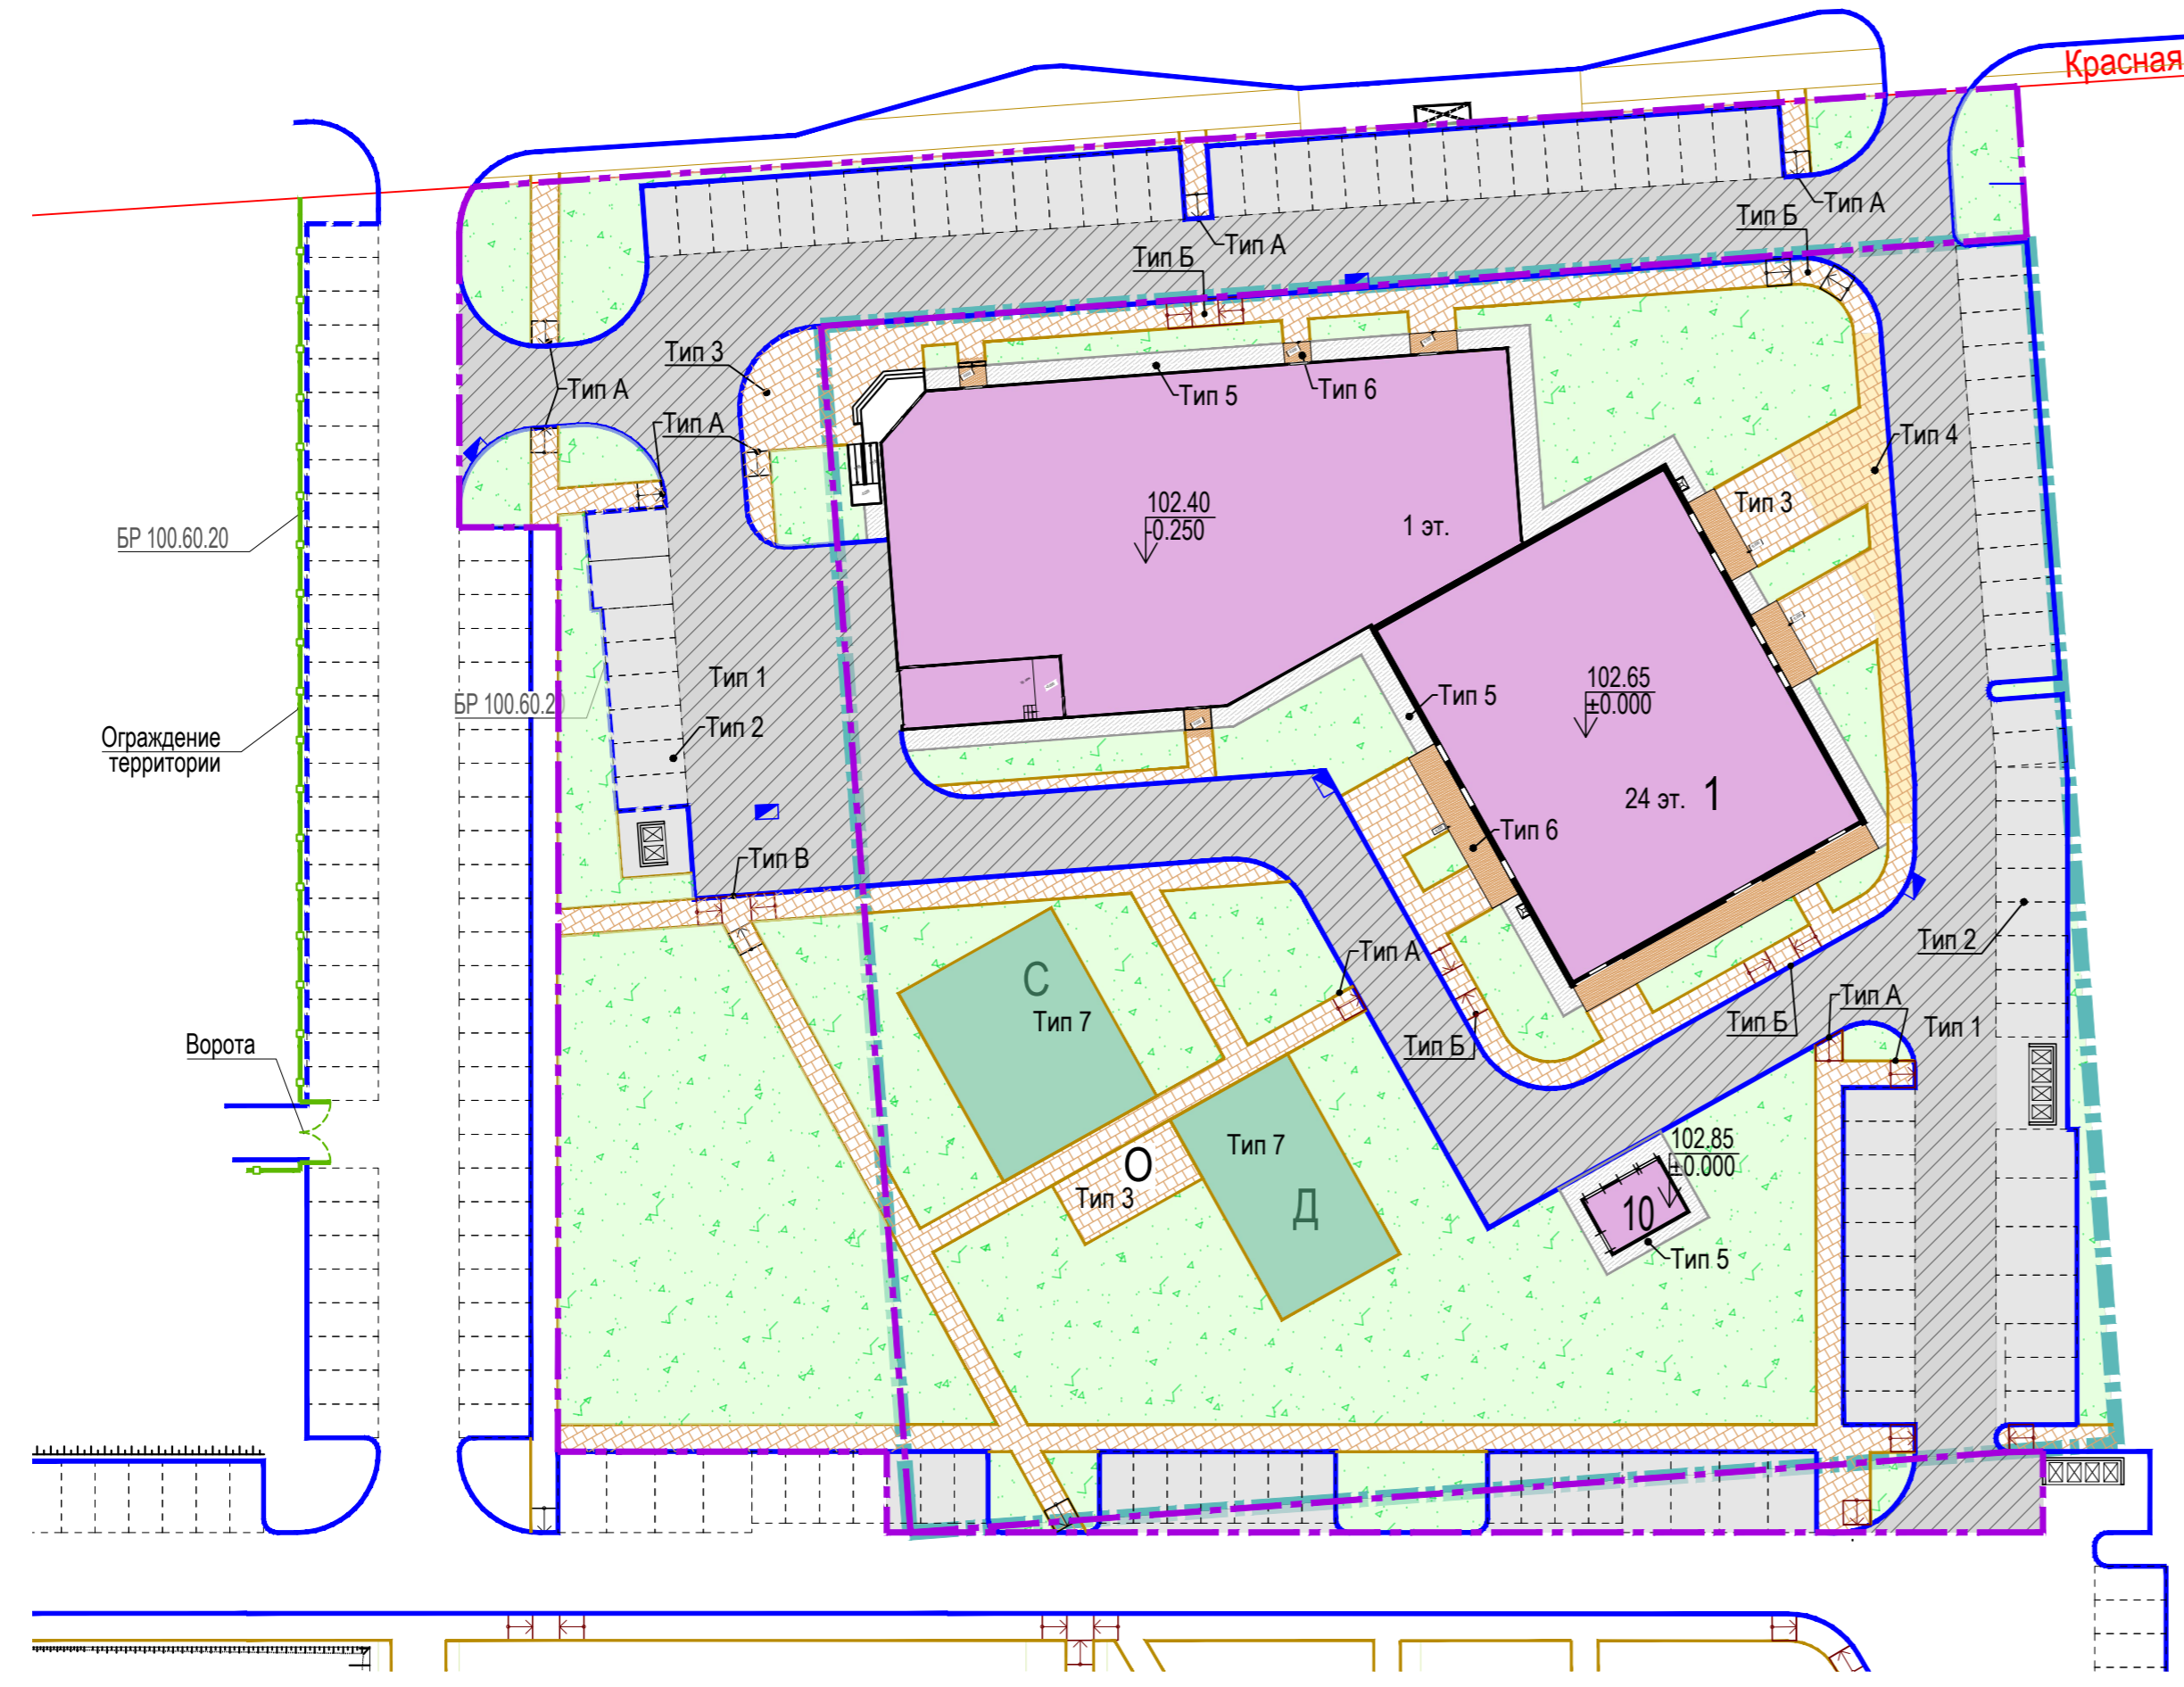 Красная
Тип А
Тип Б
Тип А
Тип Б
Тип 3
Тип А
Тип 5
Тип 6
Тип А
Тип 4
Тип 3
102.40
-0.250
1 эт.
БР 100.60.20
Тип 1
БР 100.60.20
Тип 5
102.65
±0.000
Тип 2
Ограждение
территории
24 эт. 1
Тип 6
Тип В
Тип А
Тип 2
С
Тип 7
Тип А
Тип Б
Тип 1
Тип Б
Ворота
102.85
±0.000
Тип 7
О
Тип 3
Д
10
Тип 5